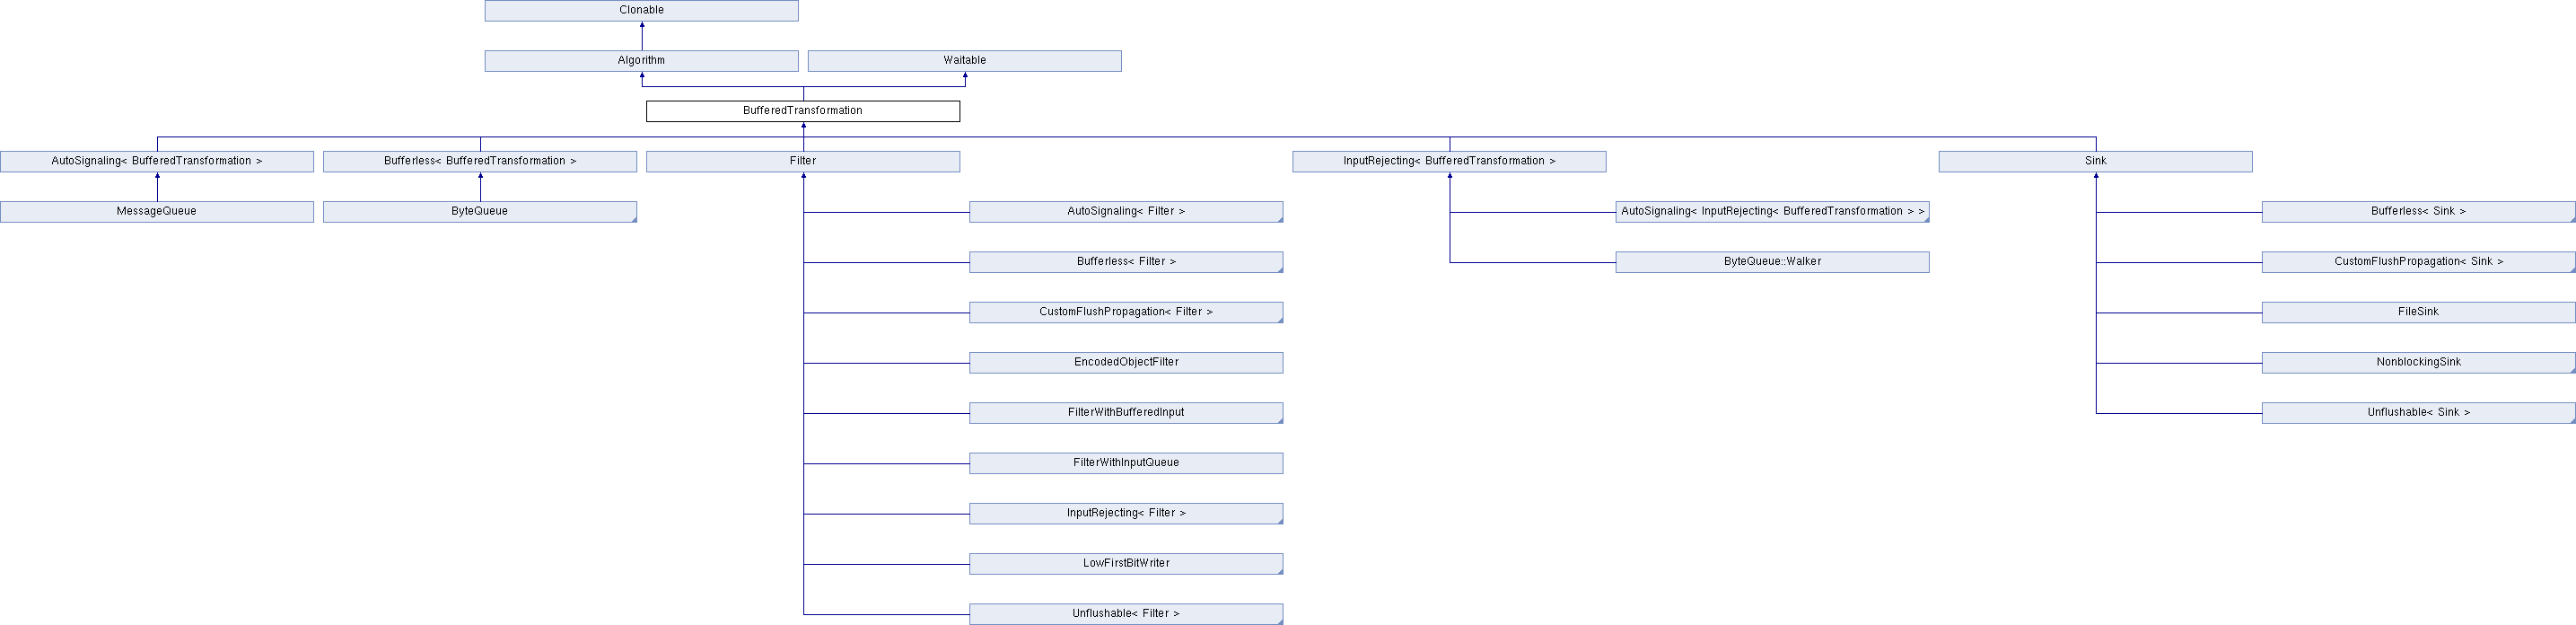 Clonable
Algorithm
Waitable
BufferedTransformation
AutoSignaling< BufferedTransformation >
Bufferless< BufferedTransformation >
Filter
InputRejecting< BufferedTransformation >
Sink
MessageQueue
ByteQueue
AutoSignaling< Filter >
AutoSignaling< InputRejecting< BufferedTransformation > >
Bufferless< Sink >
Bufferless< Filter >
ByteQueue::Walker
CustomFlushPropagation< Sink >
CustomFlushPropagation< Filter >
FileSink
EncodedObjectFilter
NonblockingSink
FilterWithBufferedInput
Unflushable< Sink >
FilterWithInputQueue
InputRejecting< Filter >
LowFirstBitWriter
Unflushable< Filter >